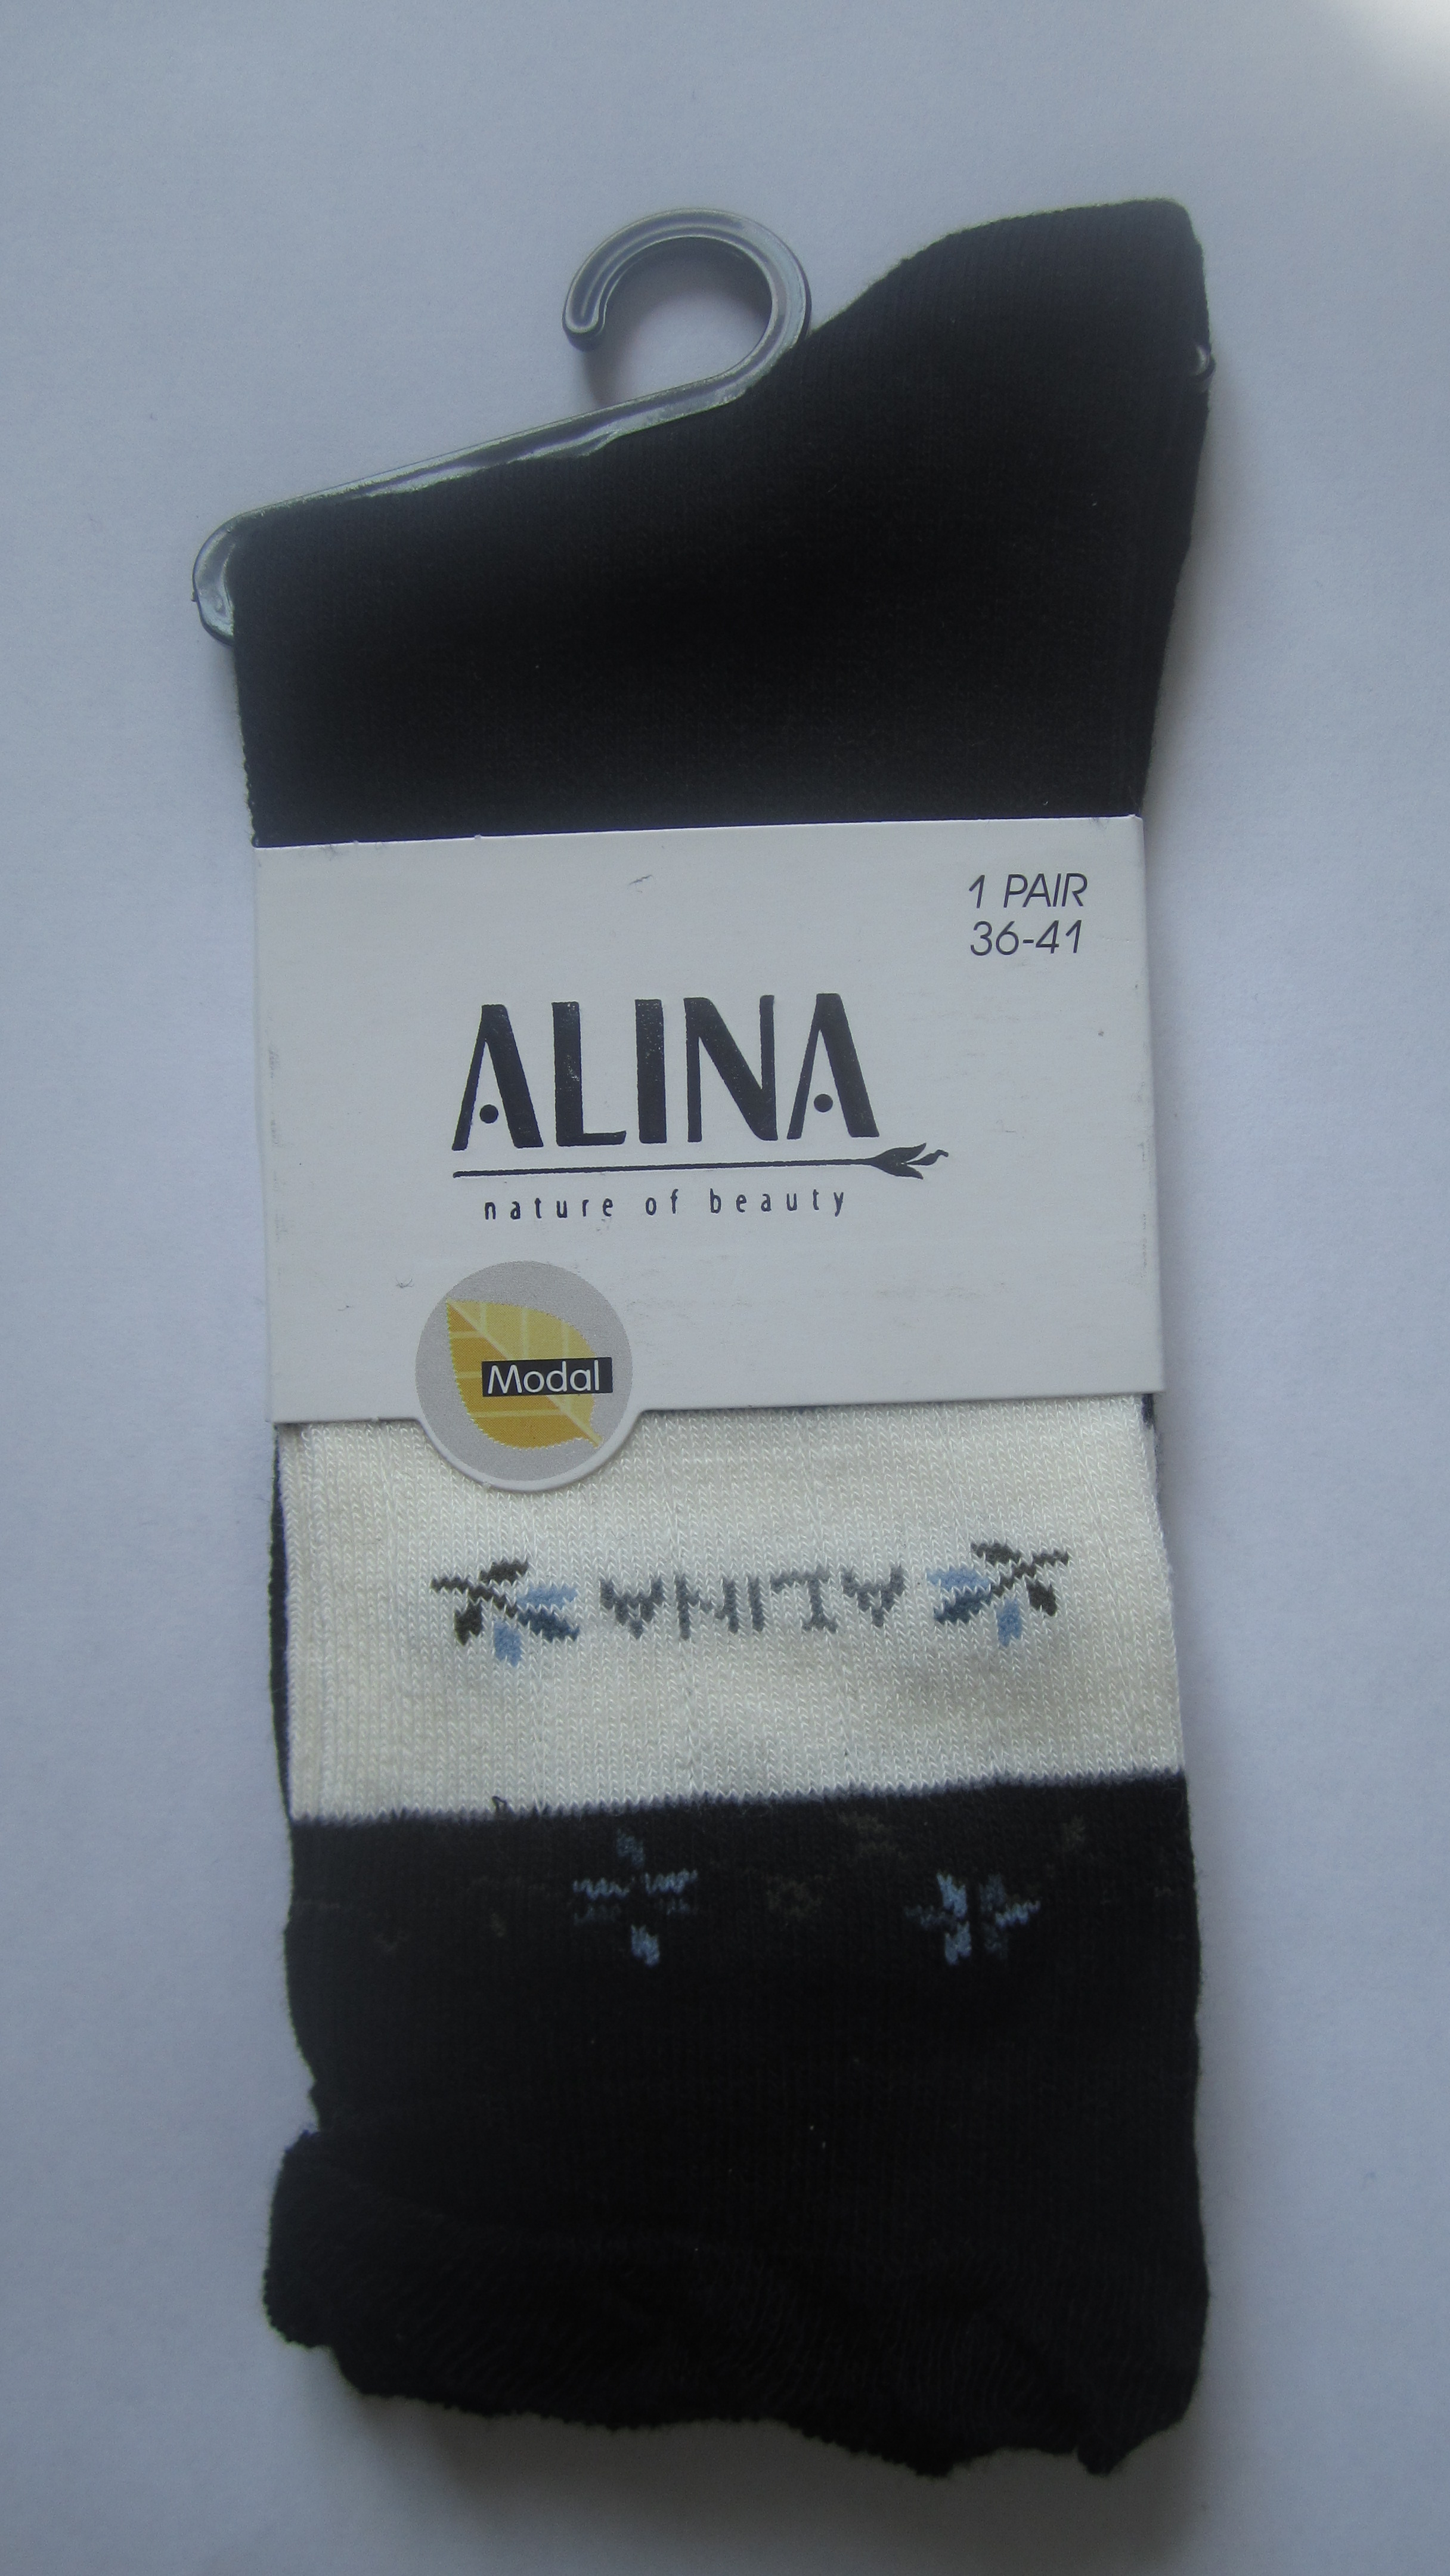 1 PAIR
36-41
ALINA
nature of beauty
Modal
ALINA